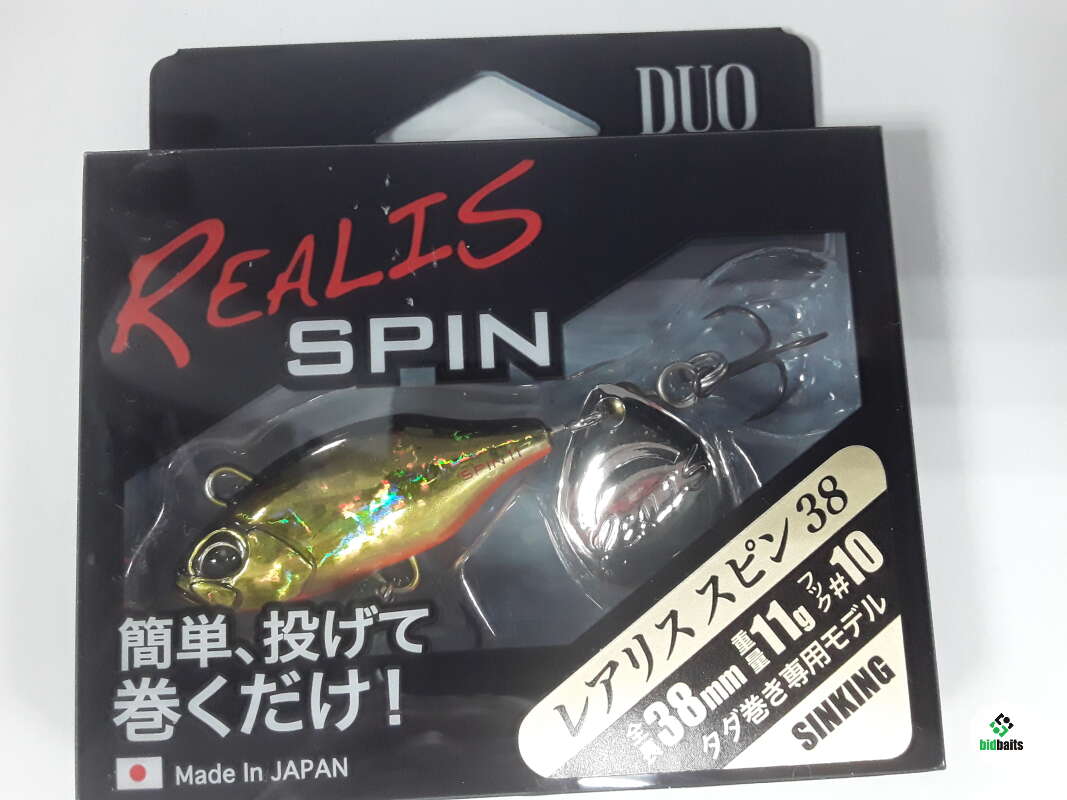 DUO
REALIS
SPIN
SPIN 11
簡単、投げて
巻くだけ!
Made In JAPAN
レアリススピン 38
全長38mm 重量11g フック#10
タダ巻き専用モデル
SINKING
bidbaits